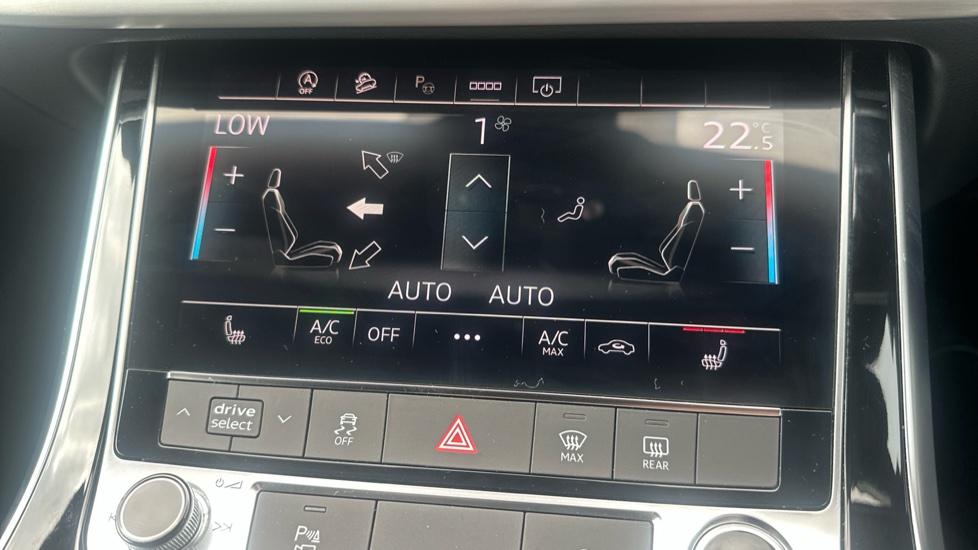 A OFF P
LOW 1 22.5 °C
+ +
− −
AUTO AUTO
A/C ECO OFF ••• A/C MAX
drive select OFF MAX REAR
P